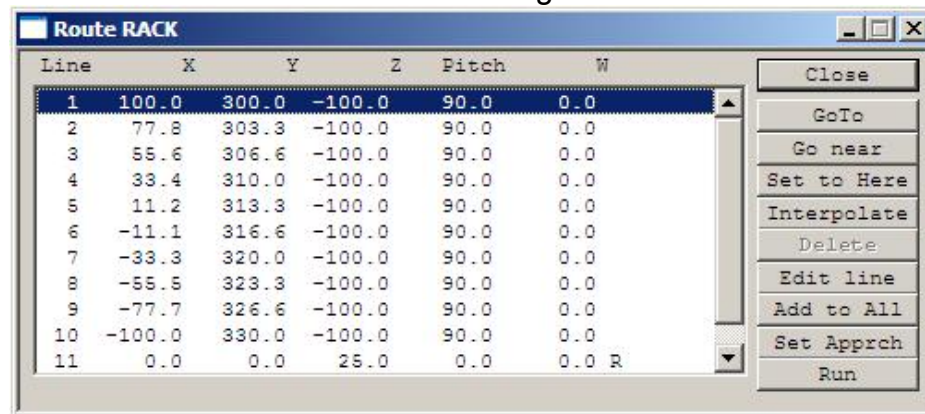 Route RACK
Line X Y Z Pitch W
1 100.0 300.0 -100.0 90.0 0.0
2 77.8 303.3 -100.0 90.0 0.0
3 55.6 306.6 -100.0 90.0 0.0
4 33.4 310.0 -100.0 90.0 0.0
5 11.2 313.3 -100.0 90.0 0.0
6 -11.1 316.6 -100.0 90.0 0.0
7 -33.3 320.0 -100.0 90.0 0.0
8 -55.5 323.3 -100.0 90.0 0.0
9 -77.7 326.6 -100.0 90.0 0.0
10 -100.0 330.0 -100.0 90.0 0.0
11 0.0 0.0 25.0 0.0 0.0 R
Close
GoTo
Go near
Set to Here
Interpolate
Delete
Edit line
Add to All
Set Apprch
Run